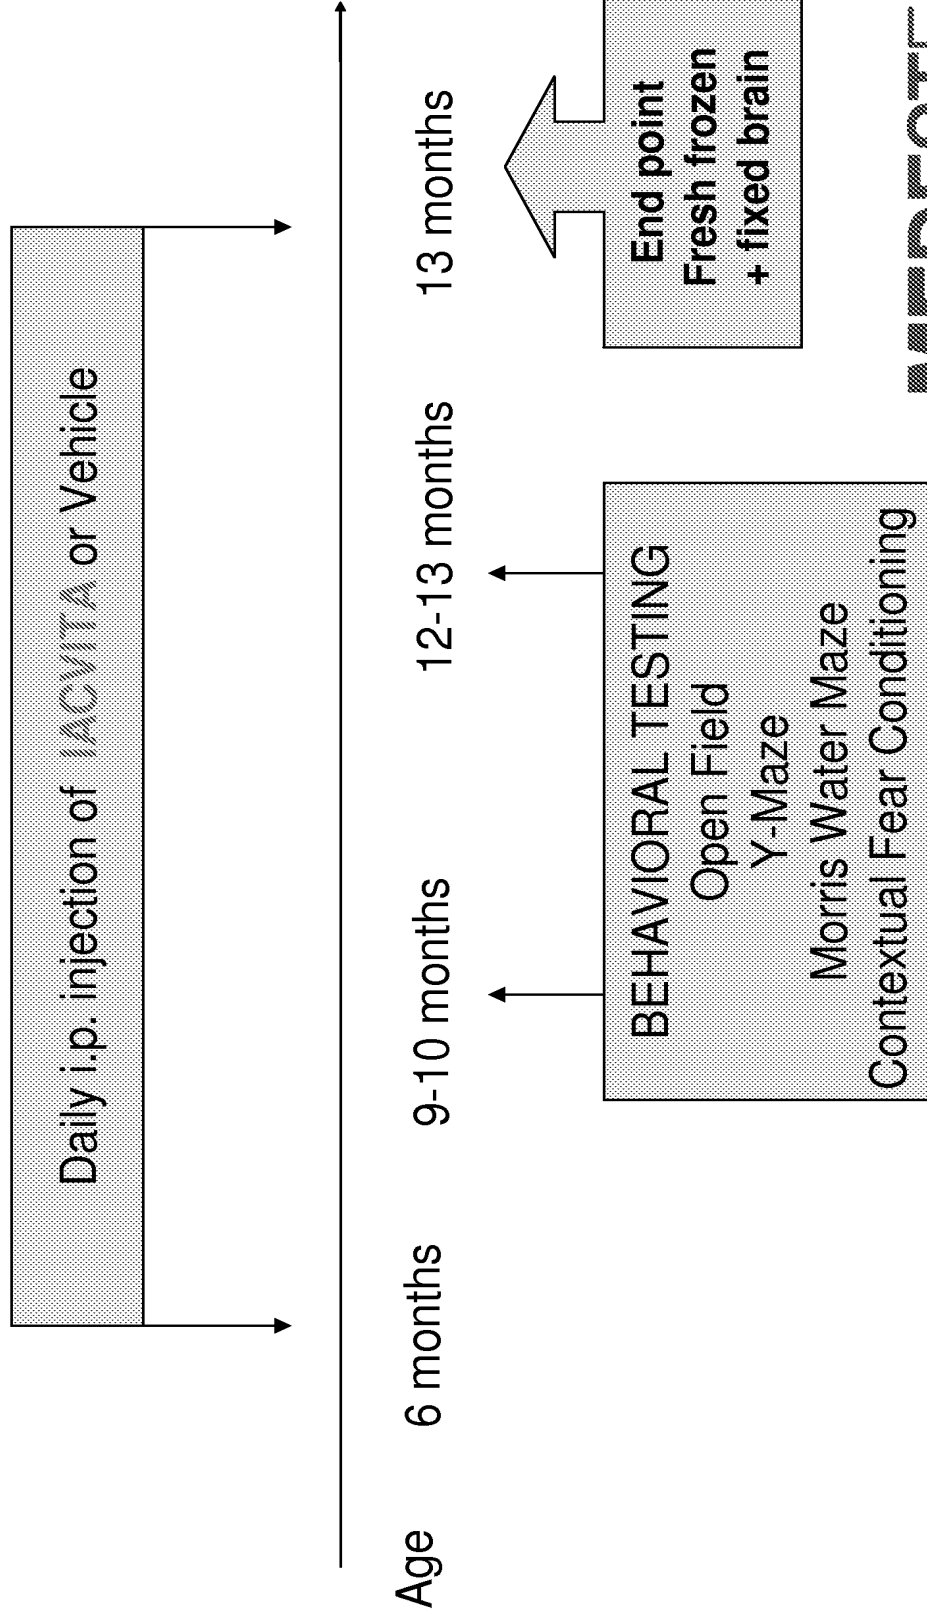 Daily i.p. injection of IACVITA or Vehicle
Age
6 months
9-10 months
12-13 months
13 months
BEHAVIORAL TESTING
Open Field
Y-Maze
Morris Water Maze
Contextual Fear Conditioning
End point
Fresh frozen
+ fixed brain